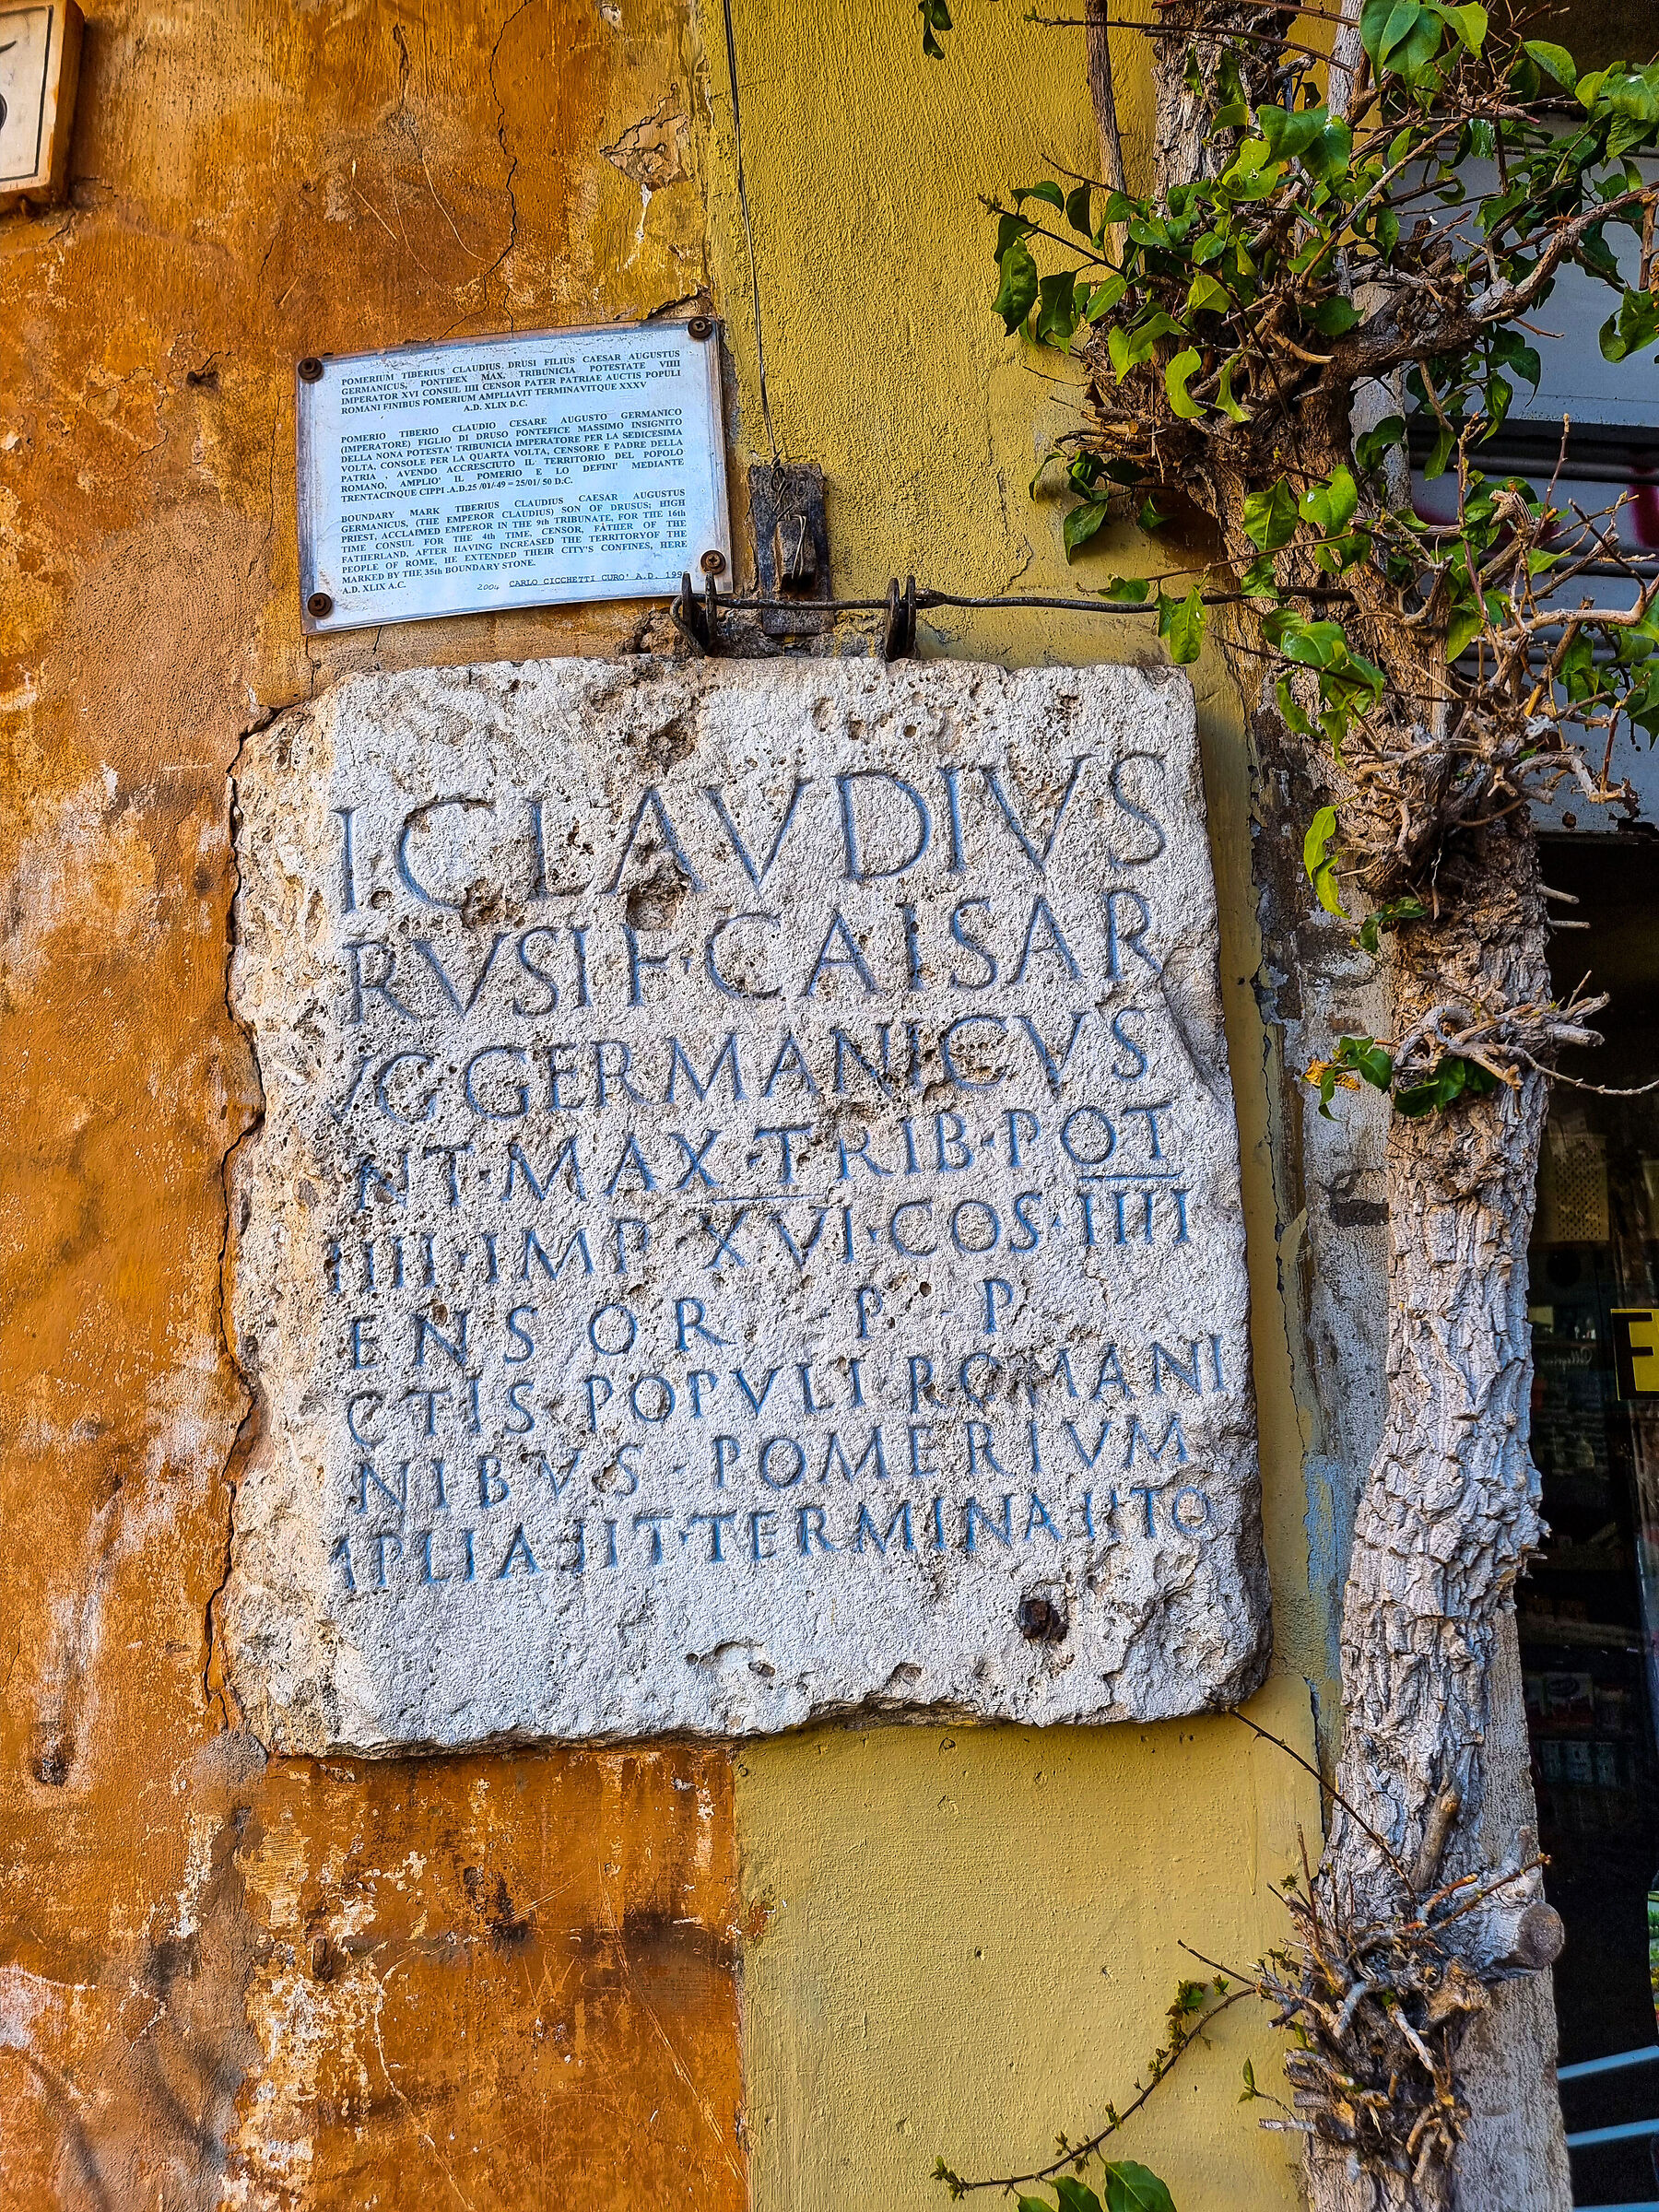 POMERIUM TIBERIUS CLAUDIUS. DRUSI FILIUS CAESAR AUGUSTUS
GERMANICUS, PONTIFEX MAX. TRIBUNICIA POTESTATE VIIII
IMPERATOR XVI CONSUL IIII CENSOR PATER PATRIAE AUCTIS POPULI
ROMANI FINIBUS POMERIUM AMPLIAVIT TERMINAVITQUE XXXV
A.D. XLIX D.C.
POMERIO TIBERIO CLAUDIO CESARE AUGUSTO GERMANICO
(IMPERATORE) FIGLIO DI DRUSO PONTEFICE MASSIMO INSIGNITO
DELLA NONA POTESTA' TRIBUNICIA IMPERATORE PER LA SEDICESIMA
VOLTA, CONSOLE PER LA QUARTA VOLTA, CENSORE E PADRE DELLA
PATRIA , AVENDO ACCRESCIUTO IL TERRITORIO DEL POPOLO
ROMANO, AMPLIO' IL POMERIO E LO DEFINI' MEDIANTE
TRENTACINQUE CIPPI .A.D.25 /01/-49 = 25/01/ 50 D.C.
BOUNDARY MARK TIBERIUS CLAUDIUS CAESAR AUGUSTUS
GERMANICUS, (THE EMPEROR CLAUDIUS) SON OF DRUSUS; HIGH
PRIEST, ACCLAIMED EMPEROR IN THE 9th TRIBUNATE, FOR THE 16th
TIME CONSUL FOR THE 4th TIME. CENSOR, FATHER OF THE
FATHERLAND, AFTER HAVING INCREASED THE TERRITORYOF THE
PEOPLE OF ROME, HE EXTENDED THEIR CITY'S CONFINES, HERE
MARKED BY THE 35th BOUNDARY STONE.
A.D. XLIX A.C.
2004 CARLO CICCHETTI CURO' A.D.
I·CLAVDIVS
RVSI F·CAISAR
VG GERMANICVS
NT·MAX·TRIB·POT
IIII·IMP·XVI·COS·IIII
ENSOR P P
CTIS POPVLI ROMANI
NIBVS·POMERIVM
MPLIAℲIT·TERMINAℲITQ